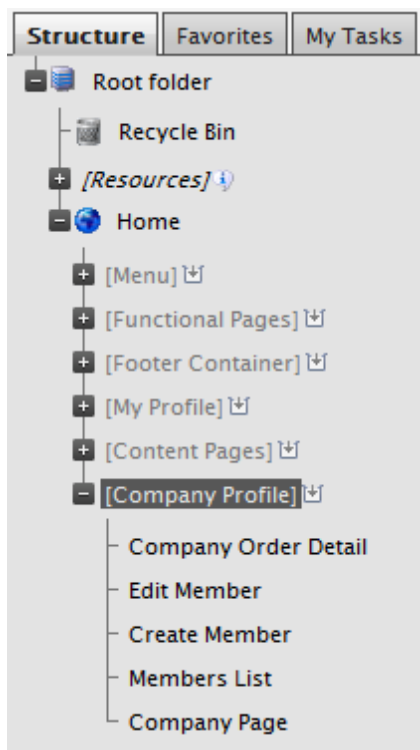 Structure Favorites My Tasks
Root folder
Recycle Bin
[Resources]
Home
[Menu]
[Functional Pages]
[Footer Container]
[My Profile]
[Content Pages]
[Company Profile]
Company Order Detail
Edit Member
Create Member
Members List
Company Page